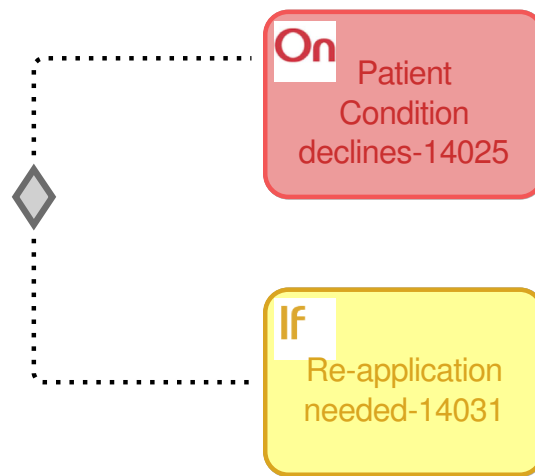 On
Patient
Condition
declines-14025
If
Re-application
needed-14031